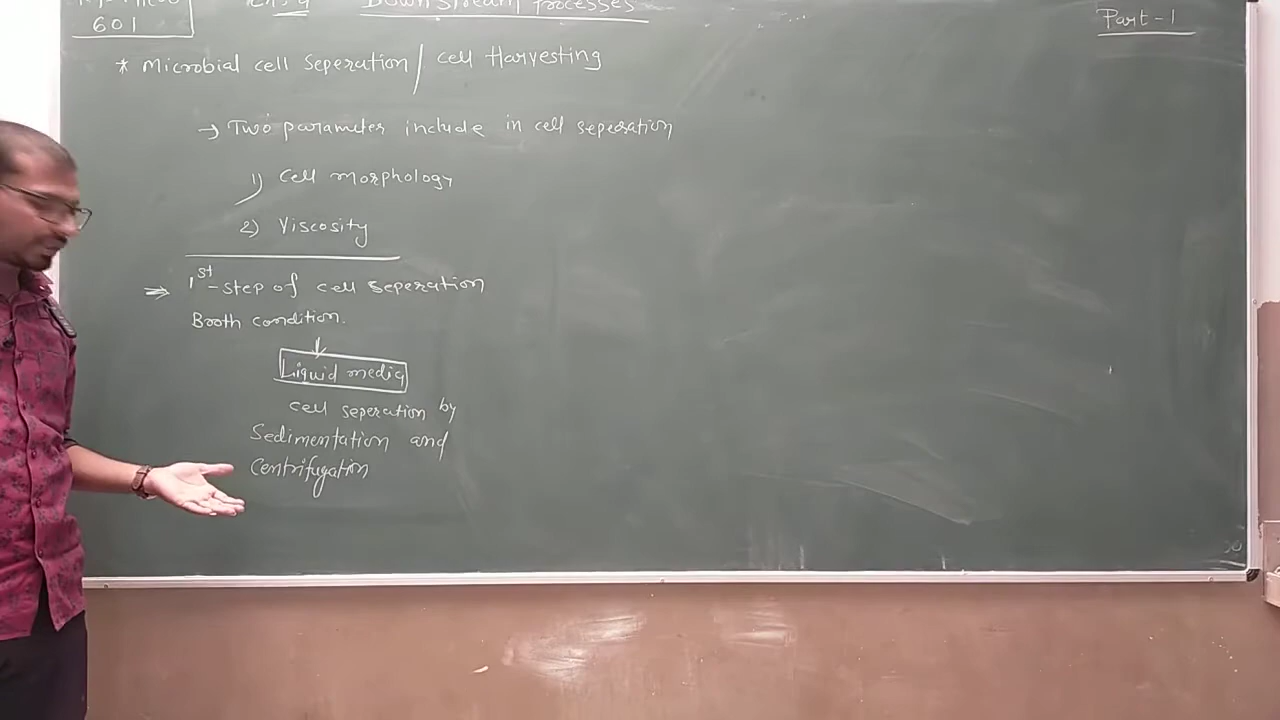 601
Downstream processes
Part-1
* Microbial cell seperation / cell Harvesting
→ Two parameter include in cell seperation
1) Cell morphology
2) Viscosity
⇒ 1st-step of cell seperation
Broth condition.
Liquid media
cell seperation by
Sedimentation and
Centrifugation